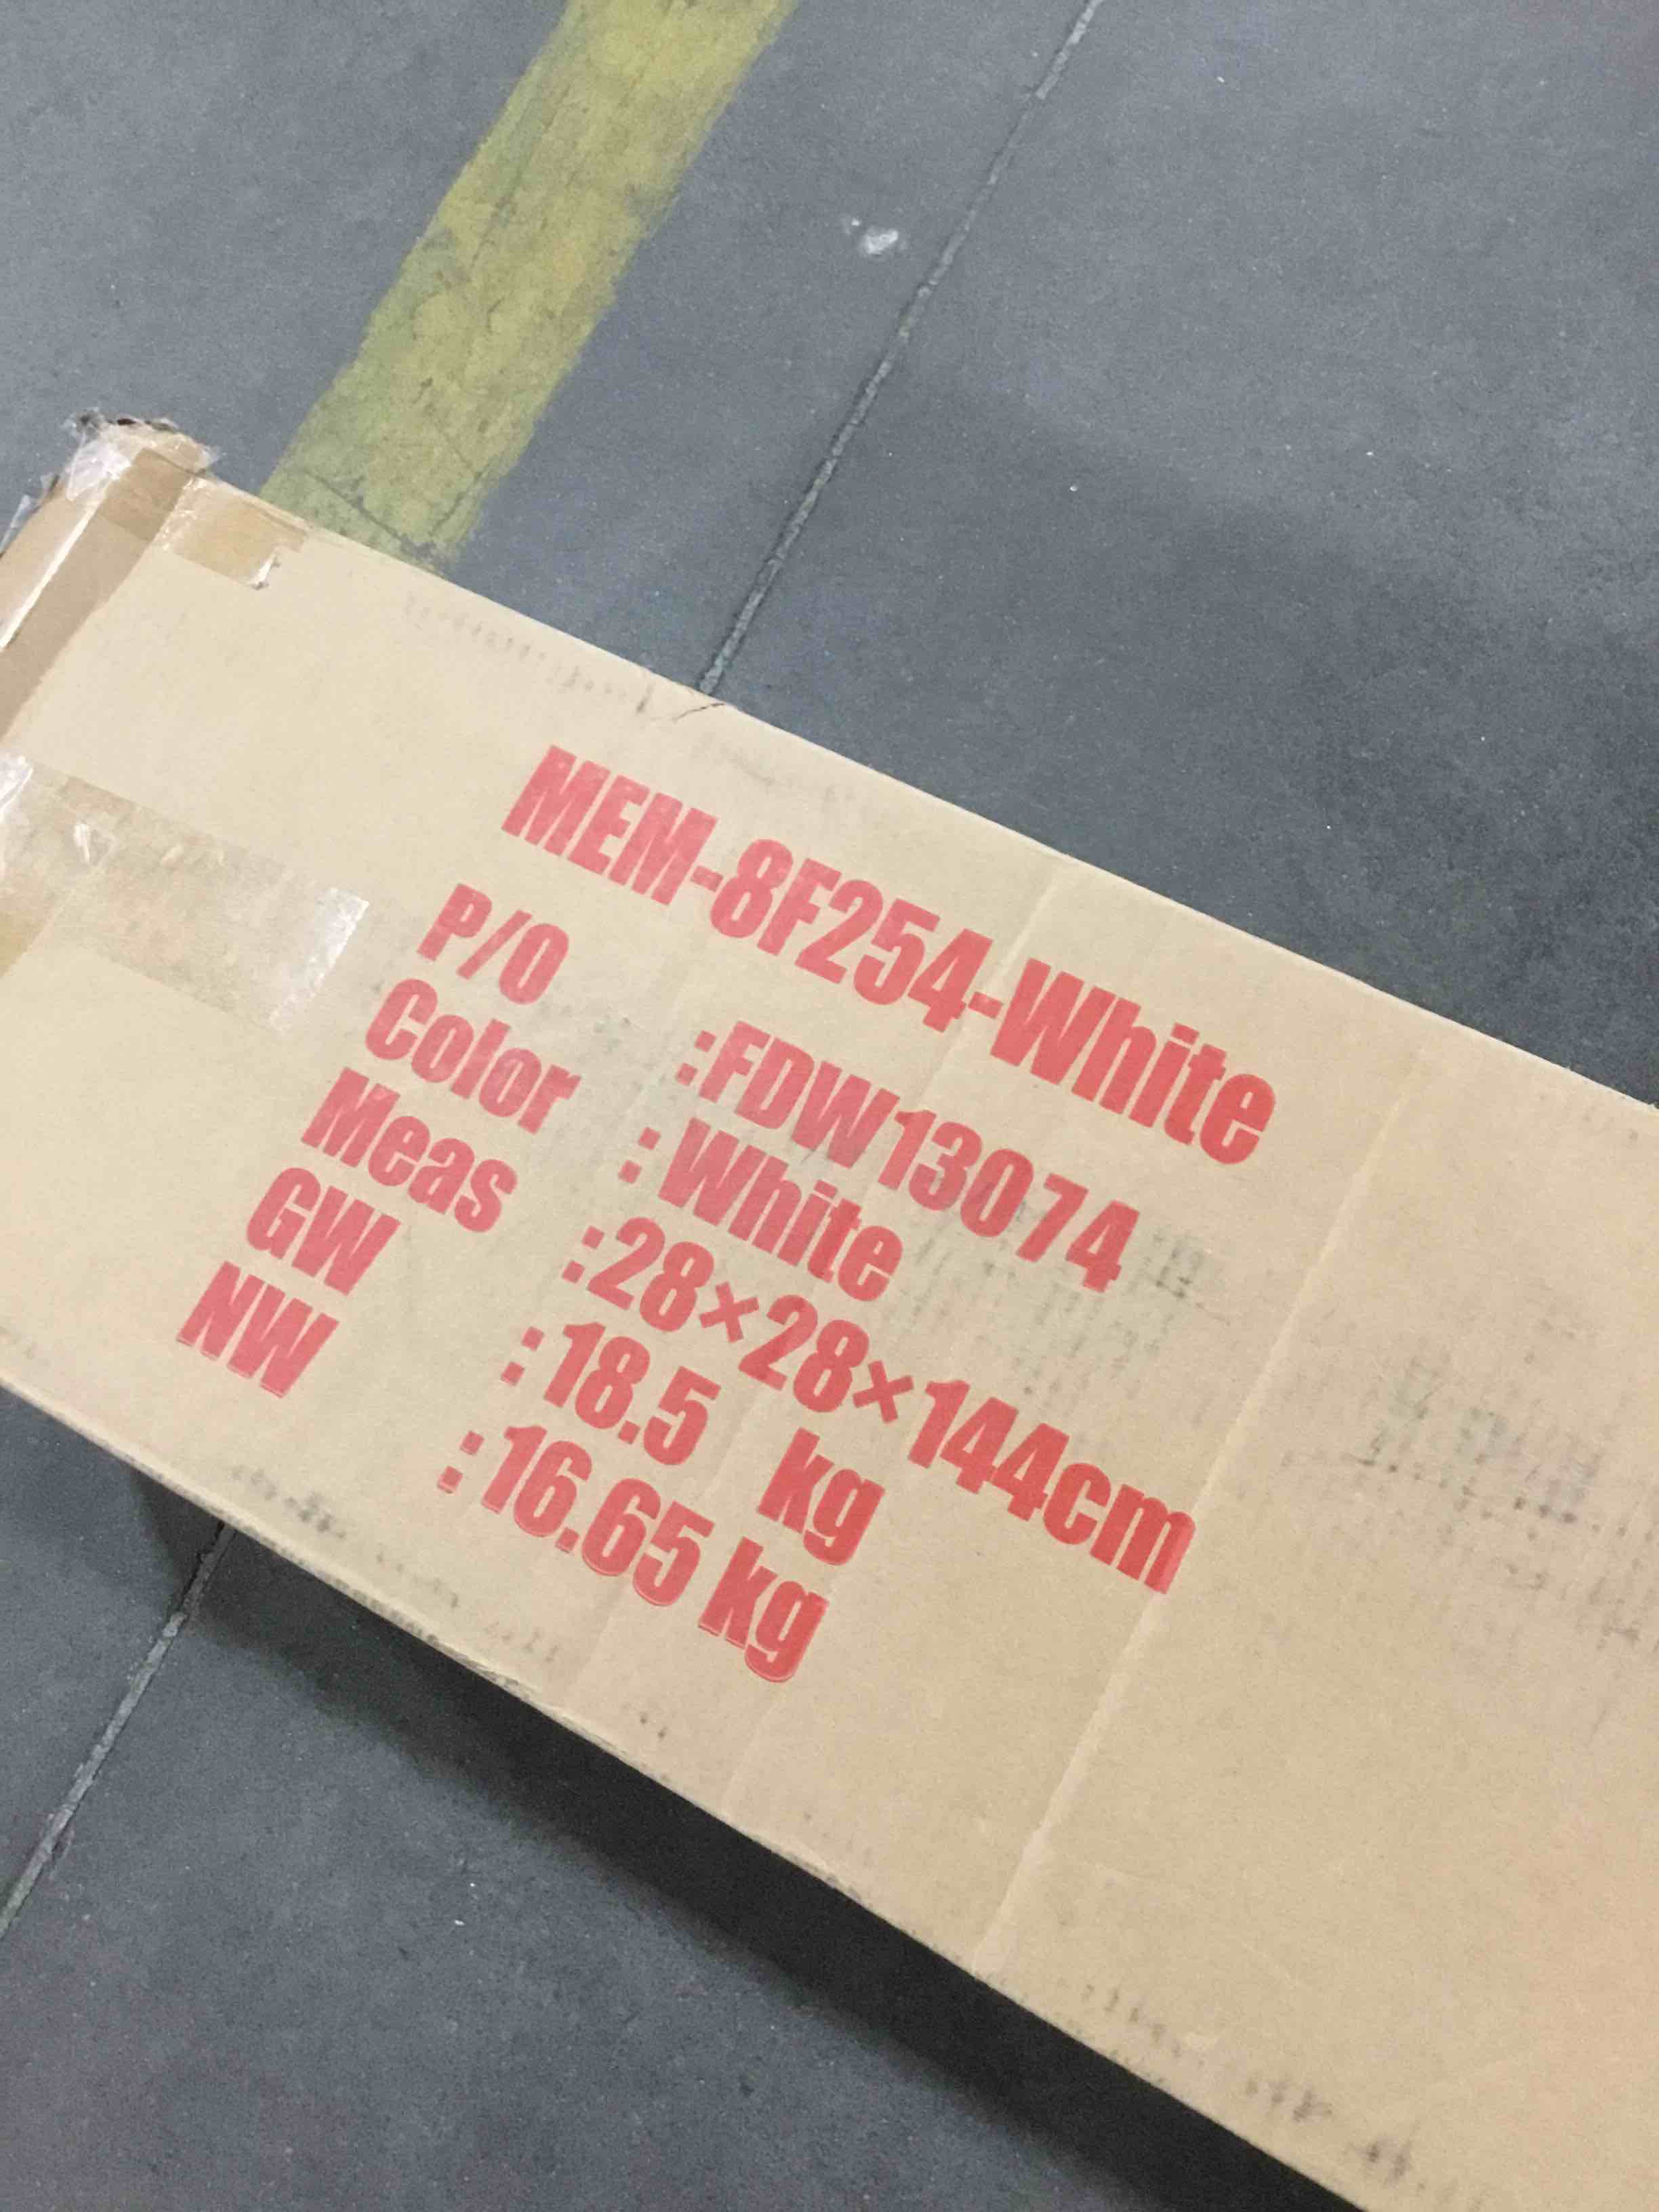 MEM-8F254-White
P/O :FDW13074
Color : White
Meas :28×28×144cm
GW : 18.5 kg
NW : 16.65 kg